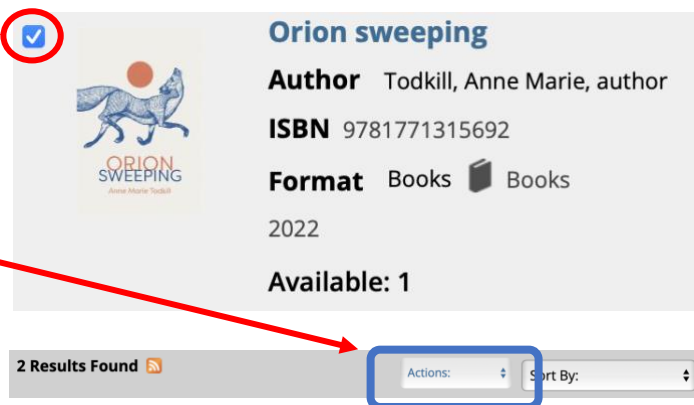 Orion sweeping
Author Todkill, Anne Marie, author
ISBN 9781771315692
ORION
SWEEPING
Anne Marie Todkill
Format Books Books
2022
Available: 1
2 Results Found
Actions:
Sort By: